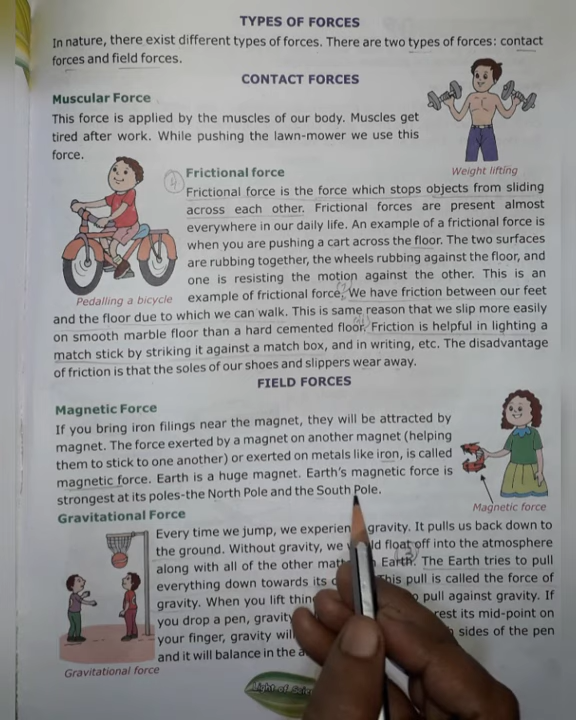 TYPES OF FORCES
In nature, there exist different types of forces. There are two types of forces: contact
forces and field forces.
CONTACT FORCES
Muscular Force
This force is applied by the muscles of our body. Muscles get
tired after work. While pushing the lawn-mower we use this
force.
Weight lifting
Frictional force
Frictional force is the force which stops objects from sliding
across each other. Frictional forces are present almost
everywhere in our daily life. An example of a frictional force is
when you are pushing a cart across the floor. The two surfaces
are rubbing together, the wheels rubbing against the floor, and
one is resisting the motion against the other. This is an
Pedalling a bicycle
example of frictional force. We have friction between our feet
and the floor due to which we can walk. This is same reason that we slip more easily
on smooth marble floor than a hard cemented floor. Friction is helpful in lighting a
match stick by striking it against a match box, and in writing, etc. The disadvantage
of friction is that the soles of our shoes and slippers wear away.
FIELD FORCES
Magnetic Force
If you bring iron filings near the magnet, they will be attracted by
magnet. The force exerted by a magnet on another magnet (helping
them to stick to one another) or exerted on metals like iron, is called
magnetic force. Earth is a huge magnet. Earth's magnetic force is
strongest at its poles-the North Pole and the South Pole.
Magnetic force
Gravitational Force
Every time we jump, we experien gravity. It pulls us back down to
the ground. Without gravity, we ld float off into the atmosphere
along with all of the other mat Earth. The Earth tries to pull
everything down towards its This pull is called the force of
gravity. When you lift thin pull against gravity. If
you drop a pen, gravity rest its mid-point on
your finger, gravity will sides of the pen
and it will balance in the a
Gravitational force
Light of